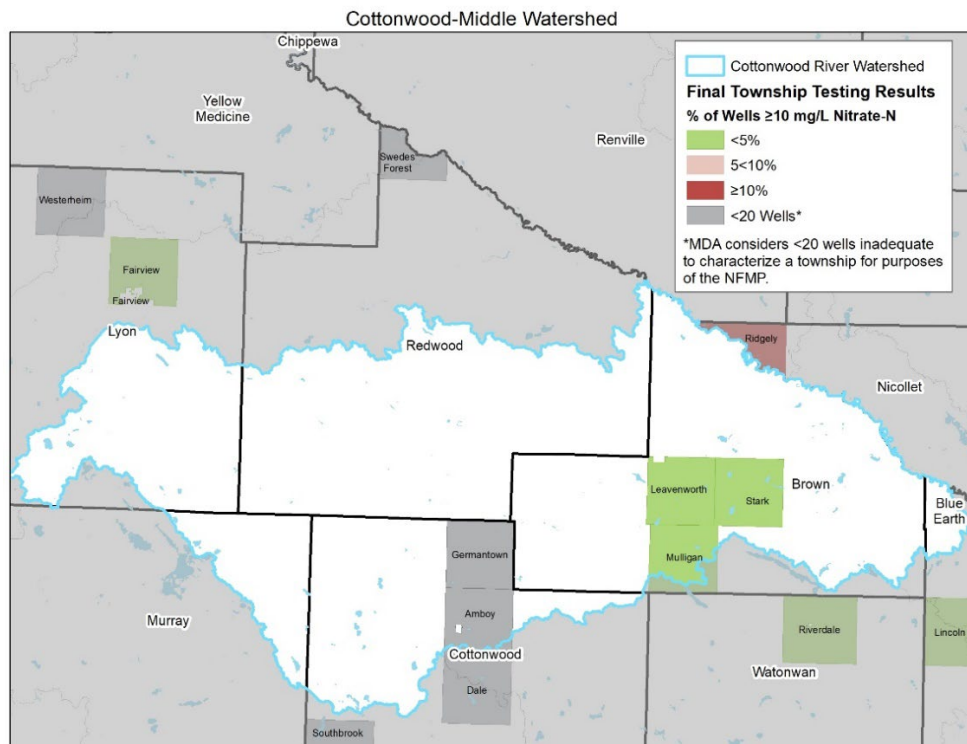 Cottonwood-Middle Watershed
Chippewa
Yellow
Medicine
Renville
Swedes
Forest
Westerheim
Fairview
Fairview
Lyon
Redwood
Ridgely
Nicollet
Leavenworth
Stark
Brown
Blue
Earth
Germantown
Mulligan
Amboy
Murray
Cottonwood
Riverdale
Lincoln
Watonwan
Dale
Southbrook
Cottonwood River Watershed
Final Township Testing Results
% of Wells ≥10 mg/L Nitrate-N
<5%
5<10%
≥10%
<20 Wells*
*MDA considers <20 wells inadequate
to characterize a township for purposes
of the NFMP.